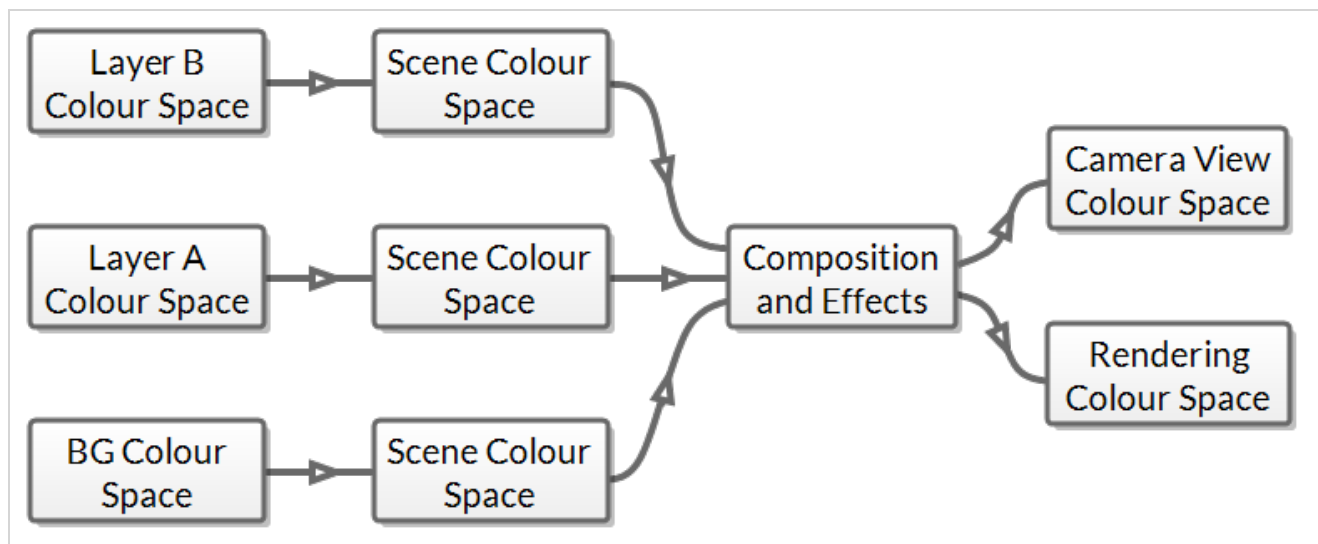 Layer B
Colour Space
Scene Colour
Space
Camera View
Colour Space
Layer A
Colour Space
Scene Colour
Space
Composition
and Effects
Rendering
Colour Space
BG Colour
Space
Scene Colour
Space